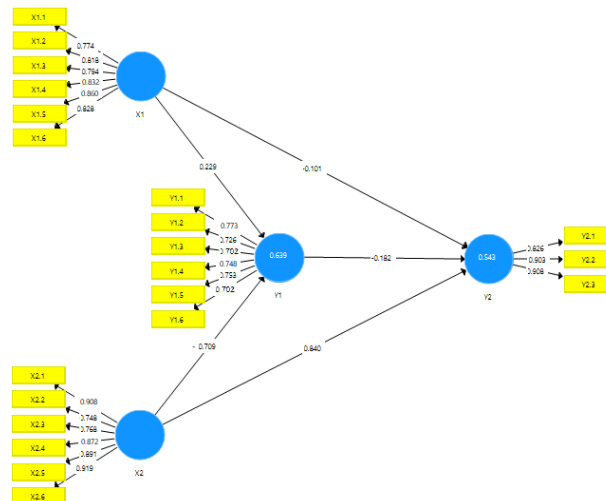 X1.1
X1.2
X1.3
X1.4
X1.5
X1.6
0.774
0.818
0.794
0.832
0.860
0.828
X1
0.229
-0.101
Y1.1
Y1.2
Y1.3
Y1.4
Y1.5
Y1.6
0.773
0.726
0.702
0.748
0.753
0.702
0.639
Y1
-0.182
0.543
Y2
0.826
0.903
0.908
Y2.1
Y2.2
Y2.3
- 0.709
0.840
X2.1
X2.2
X2.3
X2.4
X2.5
X2.6
0.908
0.748
0.768
0.872
0.891
0.919
X2